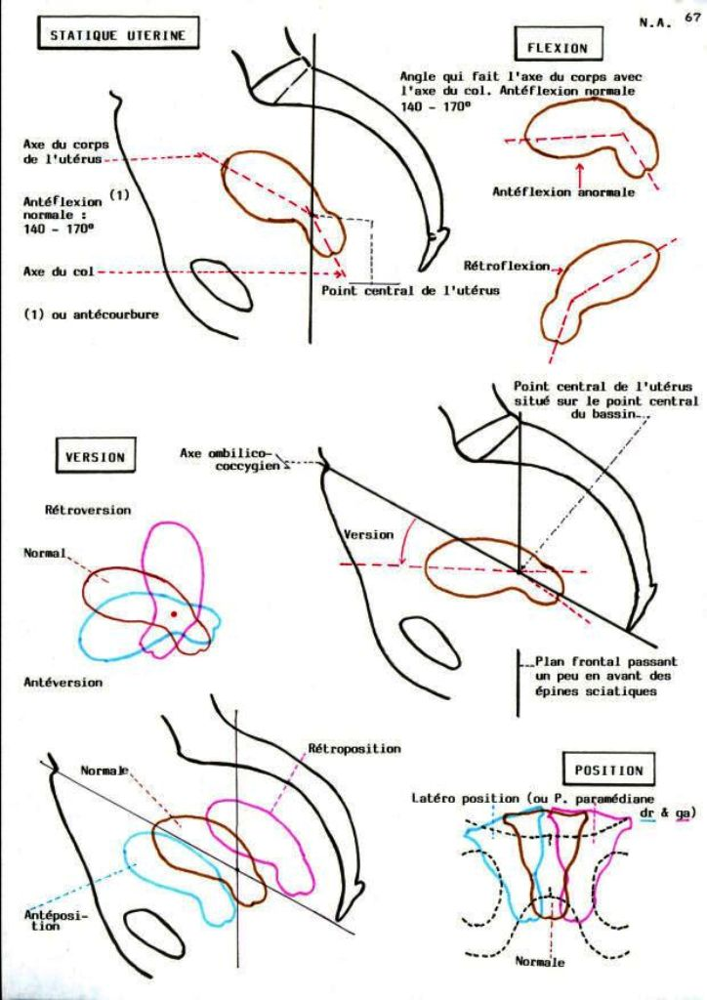 N.A. 67
STATIQUE UTERINE
FLEXION
Angle qui fait l'axe du corps avec
l'axe du col. Antéflexion normale
140 - 170º
Axe du corps
de l'utérus
Antéflexion (1)
normale :
140 - 170º
Antéflexion anormale
Axe du col
Rétroflexion
Point central de l'utérus
(1) ou antécourbure
Point central de l'utérus
situé sur le point central
du bassin
VERSION
Axe ombilico-
coccygien
Rétroversion
Normal
Version
Antéversion
Plan frontal passant
un peu en avant des
épines sciatiques
Normale
Rétroposition
POSITION
Latéro position (ou P. paramédiane
dr & ga)
Antéposi-
tion
Normale